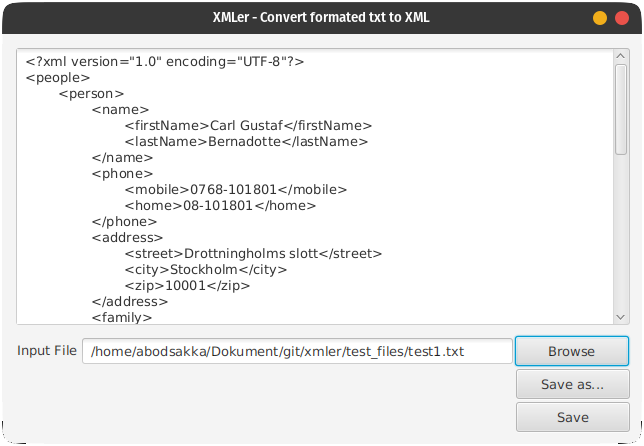 XMLer - Convert formated txt to XML
<?xml version="1.0" encoding="UTF-8"?>
<people>
<person>
<name>
<firstName>Carl Gustaf</firstName>
<lastName>Bernadotte</lastName>
</name>
<phone>
<mobile>0768-101801</mobile>
<home>08-101801</home>
</phone>
<address>
<street>Drottningholms slott</street>
<city>Stockholm</city>
<zip>10001</zip>
</address>
<family>
Input File /home/abodsakka/Dokument/git/xmler/test_files/test1.txt Browse
Save as...
Save